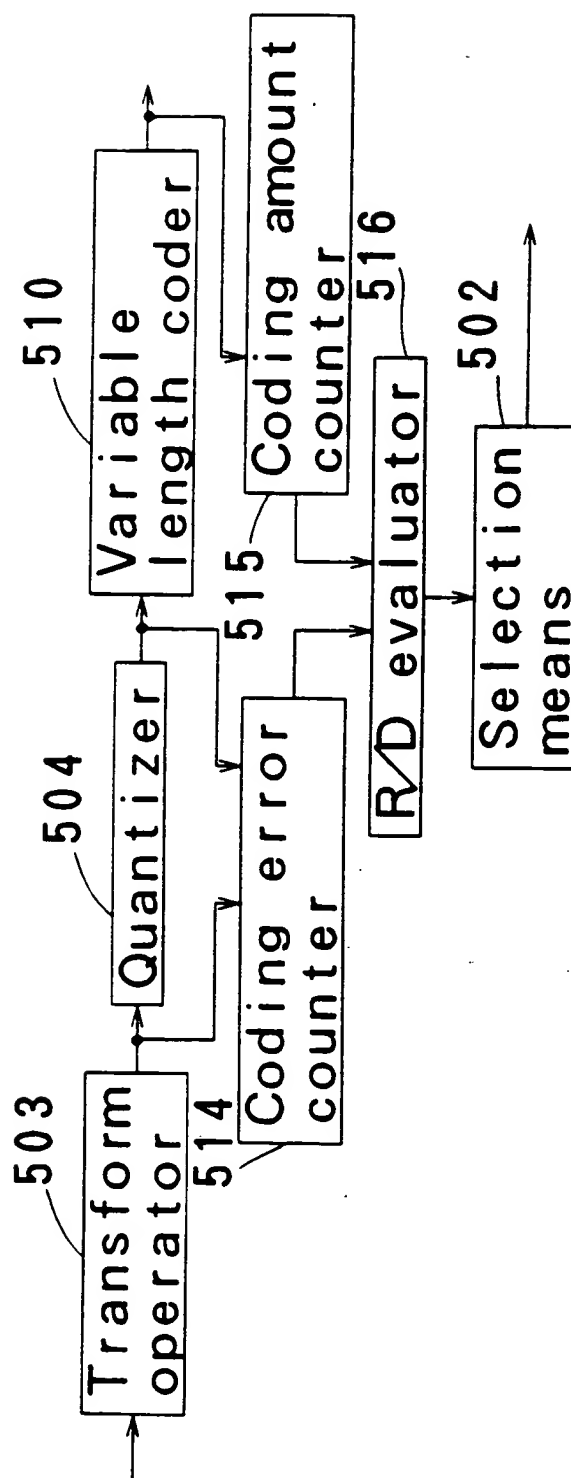 503
Transform
operator
504
Quantizer
510
Variable
length coder
514
Coding error
counter
515
Coding amount
counter
516
R/D evaluator
502
Selection
means